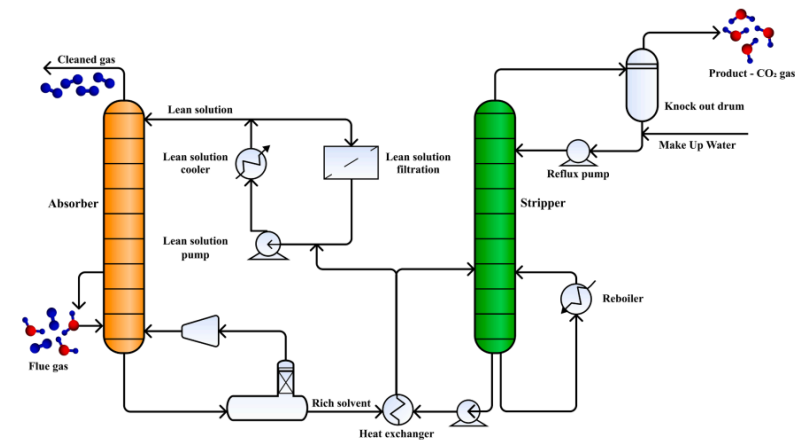 Cleaned gas
Product - CO₂ gas
Lean solution
Knock out drum
Make Up Water
Lean solution
cooler
Lean solution
filtration
Reflux pump
Absorber
Stripper
Lean solution
pump
Reboiler
Flue gas
Rich solvent
Heat exchanger